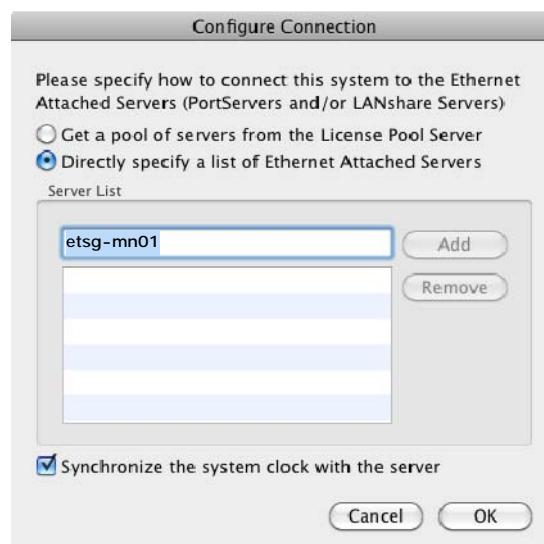 Configure Connection
Please specify how to connect this system to the Ethernet
Attached Servers (PortServers and/or LANshare Servers)
Get a pool of servers from the License Pool Server
Directly specify a list of Ethernet Attached Servers
Server List
etsg-mn01
Add
Remove
Synchronize the system clock with the server
Cancel
OK